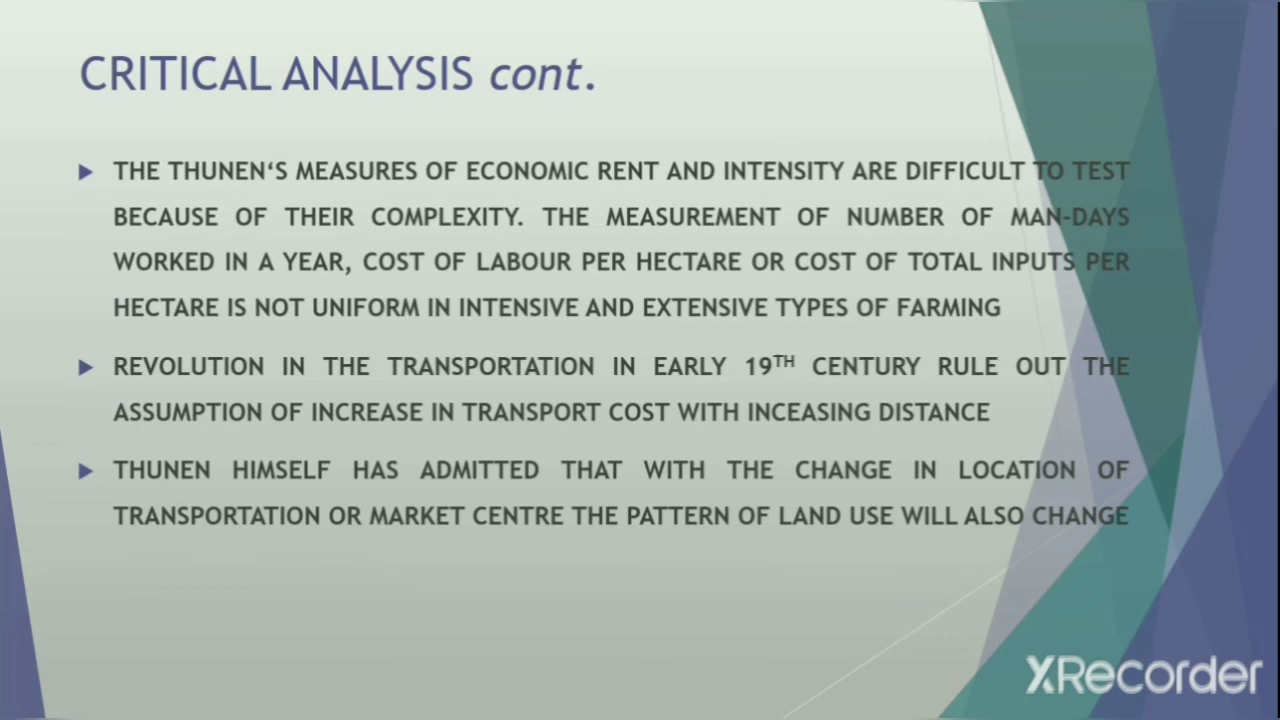 CRITICAL ANALYSIS cont.
THE THUNEN‘S MEASURES OF ECONOMIC RENT AND INTENSITY ARE DIFFICULT TO TEST
BECAUSE OF THEIR COMPLEXITY. THE MEASUREMENT OF NUMBER OF MAN-DAYS
WORKED IN A YEAR, COST OF LABOUR PER HECTARE OR COST OF TOTAL INPUTS PER
HECTARE IS NOT UNIFORM IN INTENSIVE AND EXTENSIVE TYPES OF FARMING
REVOLUTION IN THE TRANSPORTATION IN EARLY 19TH CENTURY RULE OUT THE
ASSUMPTION OF INCREASE IN TRANSPORT COST WITH INCEASING DISTANCE
THUNEN HIMSELF HAS ADMITTED THAT WITH THE CHANGE IN LOCATION OF
TRANSPORTATION OR MARKET CENTRE THE PATTERN OF LAND USE WILL ALSO CHANGE
XRecorder